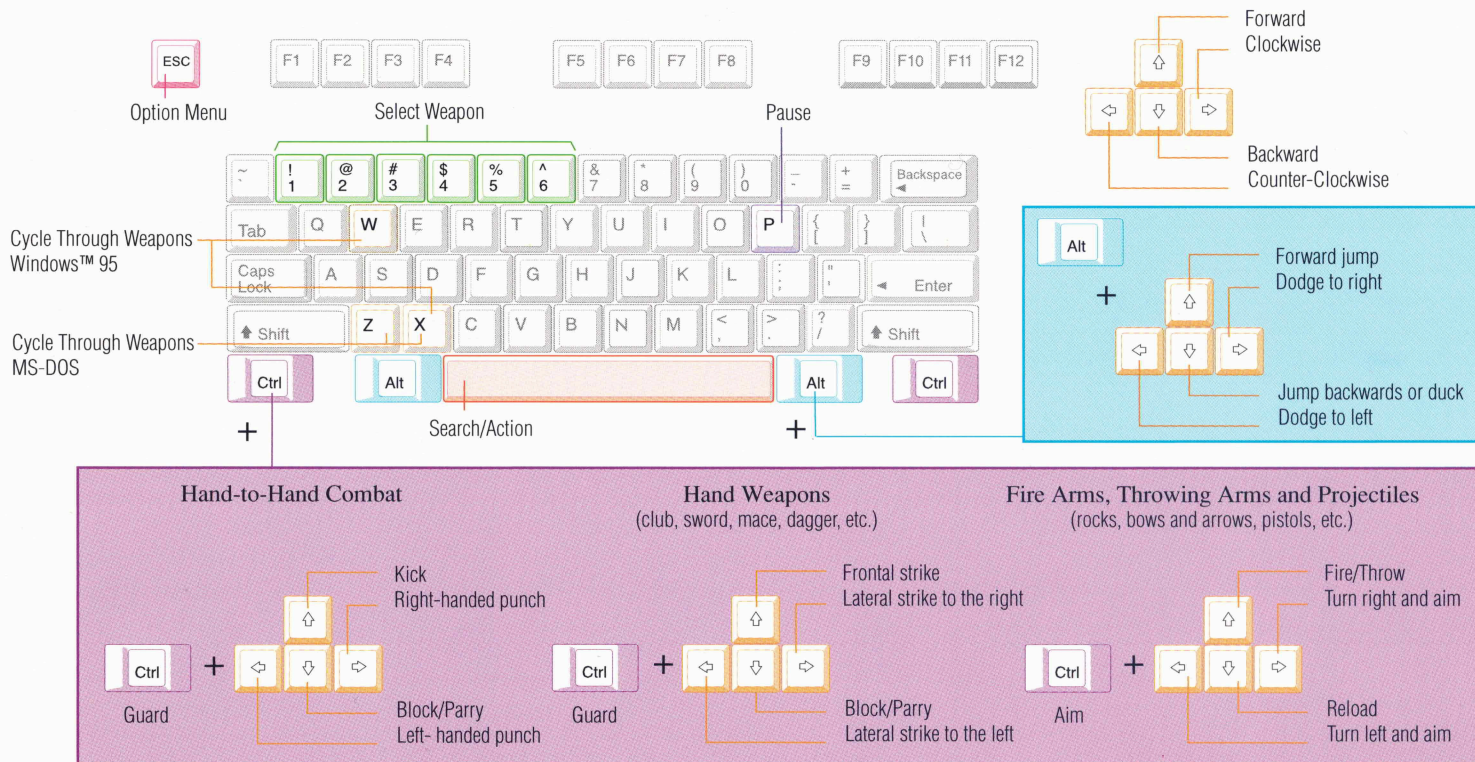 Forward
Clockwise
ESC F1 F2 F3 F4 F5 F6 F7 F8 F9 F10 F11 F12
Option Menu Select Weapon Pause
Backward
Counter-Clockwise
~ ! @ # $ % ^ & * ( ) _ +
` 1 2 3 4 5 6 7 8 9 0 - = Backspace
Tab Q W E R T Y U I O P { } |
[ ] \
Cycle Through Weapons
Windows™ 95
Caps Lock A S D F G H J K L : " Enter
; '
Shift Z X C V B N M < > ? Shift
, . /
Cycle Through Weapons
MS-DOS
Ctrl Alt Alt Ctrl
+ Search/Action +
Alt
+
Forward jump
Dodge to right
Jump backwards or duck
Dodge to left
Hand-to-Hand Combat
Kick
Right-handed punch
Ctrl +
Guard
Block/Parry
Left- handed punch
Hand Weapons
(club, sword, mace, dagger, etc.)
Frontal strike
Lateral strike to the right
Ctrl +
Guard
Block/Parry
Lateral strike to the left
Fire Arms, Throwing Arms and Projectiles
(rocks, bows and arrows, pistols, etc.)
Fire/Throw
Turn right and aim
Ctrl +
Aim
Reload
Turn left and aim